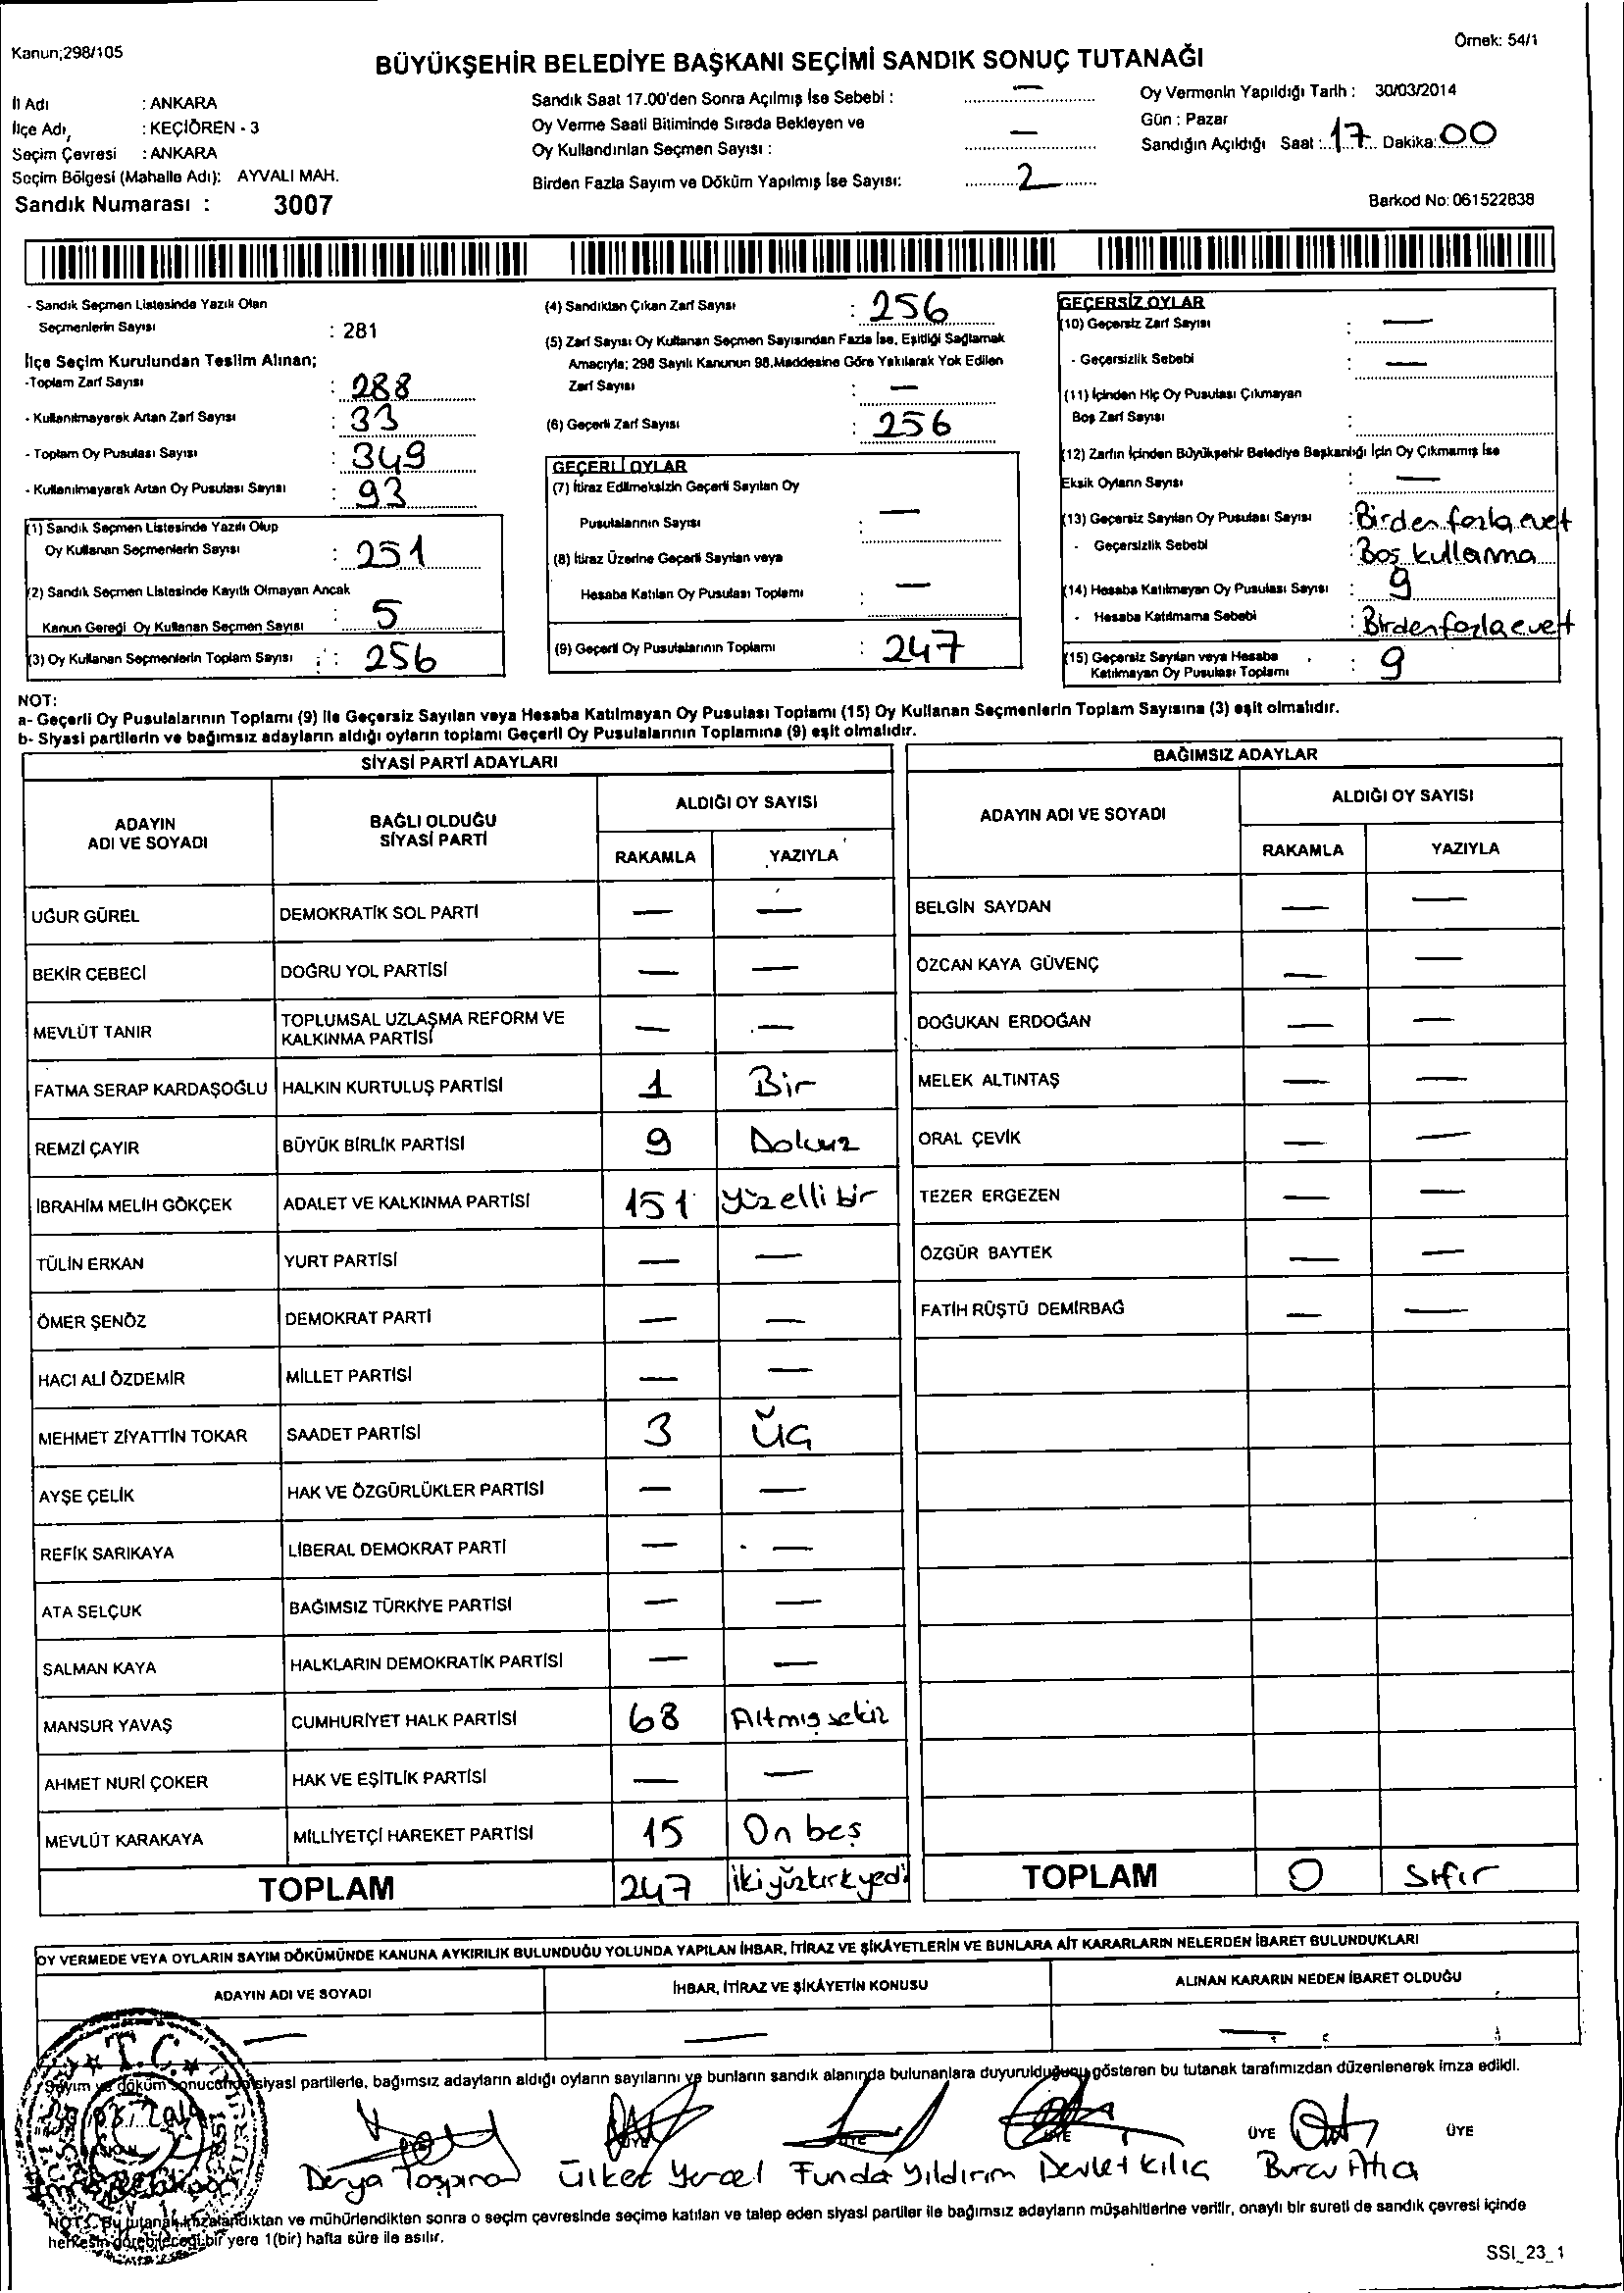 Kanun;298/105
Örnek: 54/1
BÜYÜKŞEHİR BELEDİYE BAŞKANI SEÇİMİ SANDIK SONUÇ TUTANAĞI
İl Adı : ANKARA
İlçe Adı, : KEÇİÖREN - 3
Seçim Çevresi : ANKARA
Seçim Bölgesi (Mahalle Adı): AYVALI MAH.
Sandık Numarası : 3007
Sandık Saat 17.00'den Sonra Açılmış İse Sebebi : —
Oy Verme Saati Bitiminde Sırada Bekleyen ve
Oy Kullandırılan Seçmen Sayısı : —
Birden Fazla Sayım ve Döküm Yapılmış İse Sayısı: 2
Oy Vermenin Yapıldığı Tarih : 30/03/2014
Gün : Pazar
Sandığın Açıldığı Saat : 17 Dakika: 00
Barkod No: 061522838
- Sandık Seçmen Listesinde Yazılı Olan
Seçmenlerin Sayısı : 281
İlçe Seçim Kurulundan Teslim Alınan;
-Toplam Zarf Sayısı : 288
- Kullanılmayarak Artan Zarf Sayısı : 33
- Toplam Oy Pusulası Sayısı : 349
- Kullanılmayarak Artan Oy Pusulası Sayısı : 93
(1) Sandık Seçmen Listesinde Yazılı Olup
Oy Kullanan Seçmenlerin Sayısı : 251
(2) Sandık Seçmen Listesinde Kayıtlı Olmayan Ancak
Kanun Gereği Oy Kullanan Seçmen Sayısı : 5
(3) Oy Kullanan Seçmenlerin Toplam Sayısı : 256
(4) Sandıktan Çıkan Zarf Sayısı : 256
(5) Zarf Sayısı Oy Kullanan Seçmen Sayısından Fazla İse, Eşitliği Sağlamak
Amacıyla; 298 Sayılı Kanunun 98.Maddesine Göre Yakılarak Yok Edilen
Zarf Sayısı : —
(6) Geçerli Zarf Sayısı : 256
GEÇERLİ OYLAR
(7) İtiraz Edilmeksizin Geçerli Sayılan Oy
Pusulalarının Sayısı : —
(8) İtiraz Üzerine Geçerli Sayılan veya
Hesaba Katılan Oy Pusulası Toplamı : —
(9) Geçerli Oy Pusulalarının Toplamı : 247
GEÇERSİZ OYLAR
(10) Geçersiz Zarf Sayısı : —
- Geçersizlik Sebebi : —
(11) İçinden Hiç Oy Pusulası Çıkmayan
Boş Zarf Sayısı :
(12) Zarfın İçinden Büyükşehir Belediye Başkanlığı İçin Oy Çıkmamış İse
Eksik Oyların Sayısı : —
(13) Geçersiz Sayılan Oy Pusulası Sayısı : Birden fazla evet
- Geçersizlik Sebebi : Boş kullanma
(14) Hesaba Katılmayan Oy Pusulası Sayısı : 9
- Hesaba Katılmama Sebebi : Birden fazla evet
(15) Geçersiz Sayılan veya Hesaba
Katılmayan Oy Pusulası Toplamı : 9
NOT:
a- Geçerli Oy Pusulalarının Toplamı (9) ile Geçersiz Sayılan veya Hesaba Katılmayan Oy Pusulası Toplamı (15) Oy Kullanan Seçmenlerin Toplam Sayısına (3) eşit olmalıdır.
b- Siyasi partilerin ve bağımsız adayların aldığı oyların toplamı Geçerli Oy Pusulalarının Toplamına (9) eşit olmalıdır.
SİYASİ PARTİ ADAYLARI
BAĞIMSIZ ADAYLAR
ADAYIN
ADI VE SOYADI
BAĞLI OLDUĞU
SİYASİ PARTİ
ALDIĞI OY SAYISI
RAKAMLA YAZIYLA
ADAYIN ADI VE SOYADI
ALDIĞI OY SAYISI
RAKAMLA YAZIYLA
UĞUR GÜREL DEMOKRATİK SOL PARTİ — — BELGİN SAYDAN — —
BEKİR CEBECİ DOĞRU YOL PARTİSİ — — ÖZCAN KAYA GÜVENÇ — —
MEVLÜT TANIR TOPLUMSAL UZLAŞMA REFORM VE
KALKINMA PARTİSİ — — DOĞUKAN ERDOĞAN — —
FATMA SERAP KARDAŞOĞLU HALKIN KURTULUŞ PARTİSİ 1 Bir MELEK ALTINTAŞ — —
REMZİ ÇAYIR BÜYÜK BİRLİK PARTİSİ 9 Dokuz ORAL ÇEVİK — —
İBRAHİM MELİH GÖKÇEK ADALET VE KALKINMA PARTİSİ 151 yüzelli bir TEZER ERGEZEN — —
TÜLİN ERKAN YURT PARTİSİ — — ÖZGÜR BAYTEK — —
ÖMER ŞENÖZ DEMOKRAT PARTİ — — FATİH RÜŞTÜ DEMİRBAĞ — —
HACI ALİ ÖZDEMİR MİLLET PARTİSİ — —
MEHMET ZİYATTİN TOKAR SAADET PARTİSİ 3 Üç
AYŞE ÇELİK HAK VE ÖZGÜRLÜKLER PARTİSİ — —
REFİK SARIKAYA LİBERAL DEMOKRAT PARTİ — —
ATA SELÇUK BAĞIMSIZ TÜRKİYE PARTİSİ — —
SALMAN KAYA HALKLARIN DEMOKRATİK PARTİSİ — —
MANSUR YAVAŞ CUMHURİYET HALK PARTİSİ 68 Altmış sekiz
AHMET NURİ ÇOKER HAK VE EŞİTLİK PARTİSİ — —
MEVLÜT KARAKAYA MİLLİYETÇİ HAREKET PARTİSİ 15 On beş
TOPLAM 247 ikiyüzkırkyedi TOPLAM 0 Sıfır
OY VERMEDE VEYA OYLARIN SAYIM DÖKÜMÜNDE KANUNA AYKIRILIK BULUNDUĞU YOLUNDA YAPILAN İHBAR, İTİRAZ VE ŞİKÂYETLERİN VE BUNLARA AİT KARARLARIN NELERDEN İBARET BULUNDUKLARI
ADAYIN ADI VE SOYADI İHBAR, İTİRAZ VE ŞİKÂYETİN KONUSU ALINAN KARARIN NEDEN İBARET OLDUĞU
— — —
T.C.
Sayım ve döküm sonucunda siyasi partilerle, bağımsız adayların aldığı oyların sayılarını ve bunların sandık alanında bulunanlara duyurulduğunu gösteren bu tutanak tarafımızdan düzenlenerek imza edildi.
ÜYE ÜYE ÜYE ÜYE ÜYE
Derya Taşpınar Ülker Yücel Funda Yıldırım Devlet Kılıç Burcu Atıcı
NOT: Bu tutanak imzalandıktan ve mühürlendikten sonra o seçim çevresinde seçime katılan ve talep eden siyasi partiler ile bağımsız adayların müşahitlerine verilir, onaylı bir sureti de sandık çevresi içinde
herkesin görebileceği bir yere 1(bir) hafta süre ile asılır.
SSI_23_1